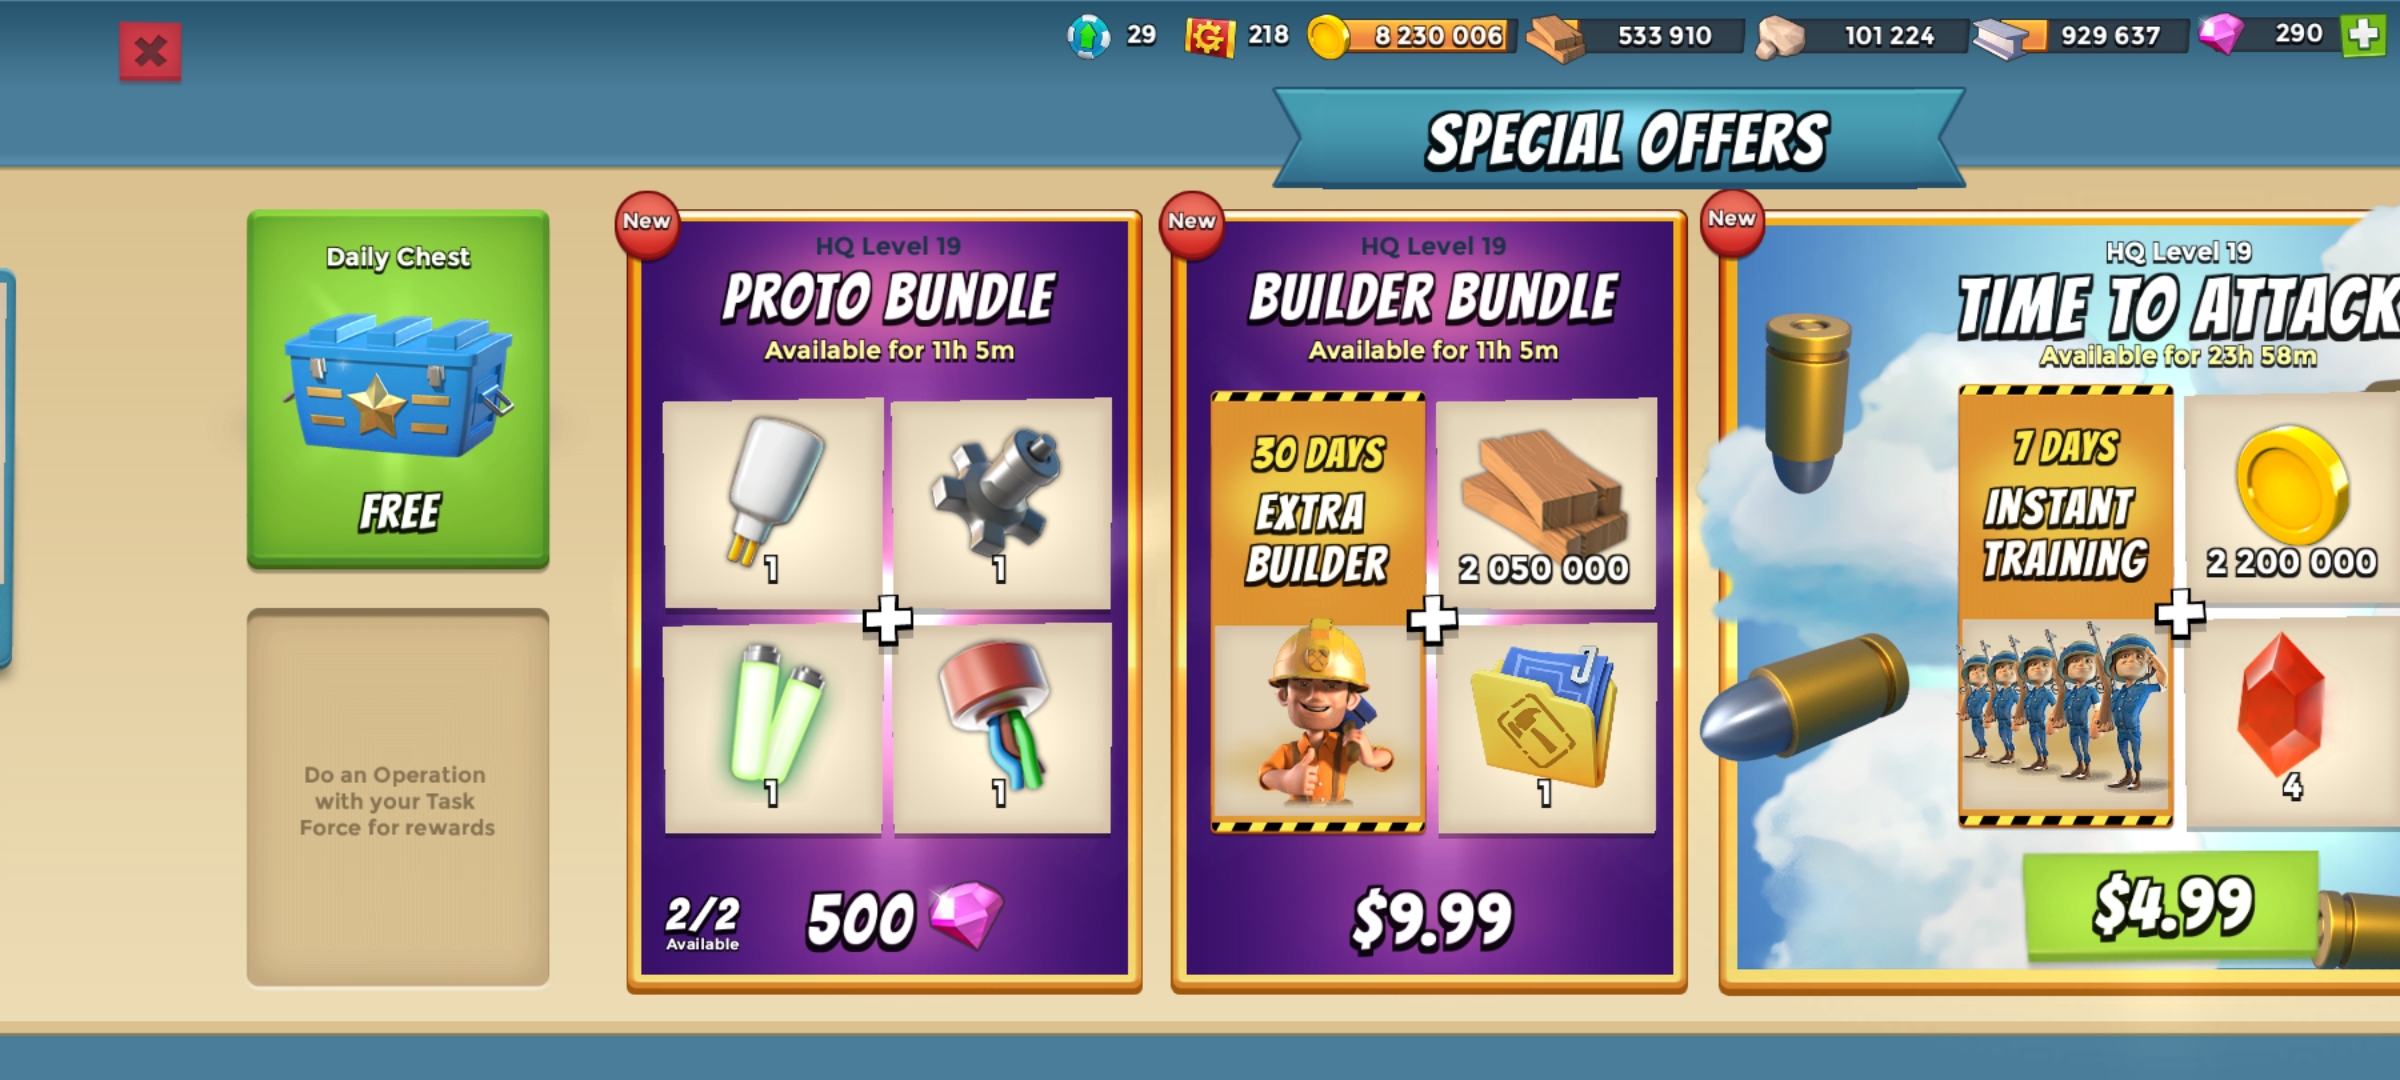 29 218 8 230 006 533 910 101 224 929 637 290
SPECIAL OFFERS
Daily Chest
FREE
Do an Operation
with your Task
Force for rewards
New
HQ Level 19
PROTO BUNDLE
Available for 11h 5m
1 1
1 1
2/2
Available
500
New
HQ Level 19
BUILDER BUNDLE
Available for 11h 5m
30 DAYS
EXTRA
BUILDER
2 050 000
1
$9.99
New
HQ Level 19
TIME TO ATTACK
Available for 23h 58m
7 DAYS
INSTANT
TRAINING
2 200 000
4
$4.99